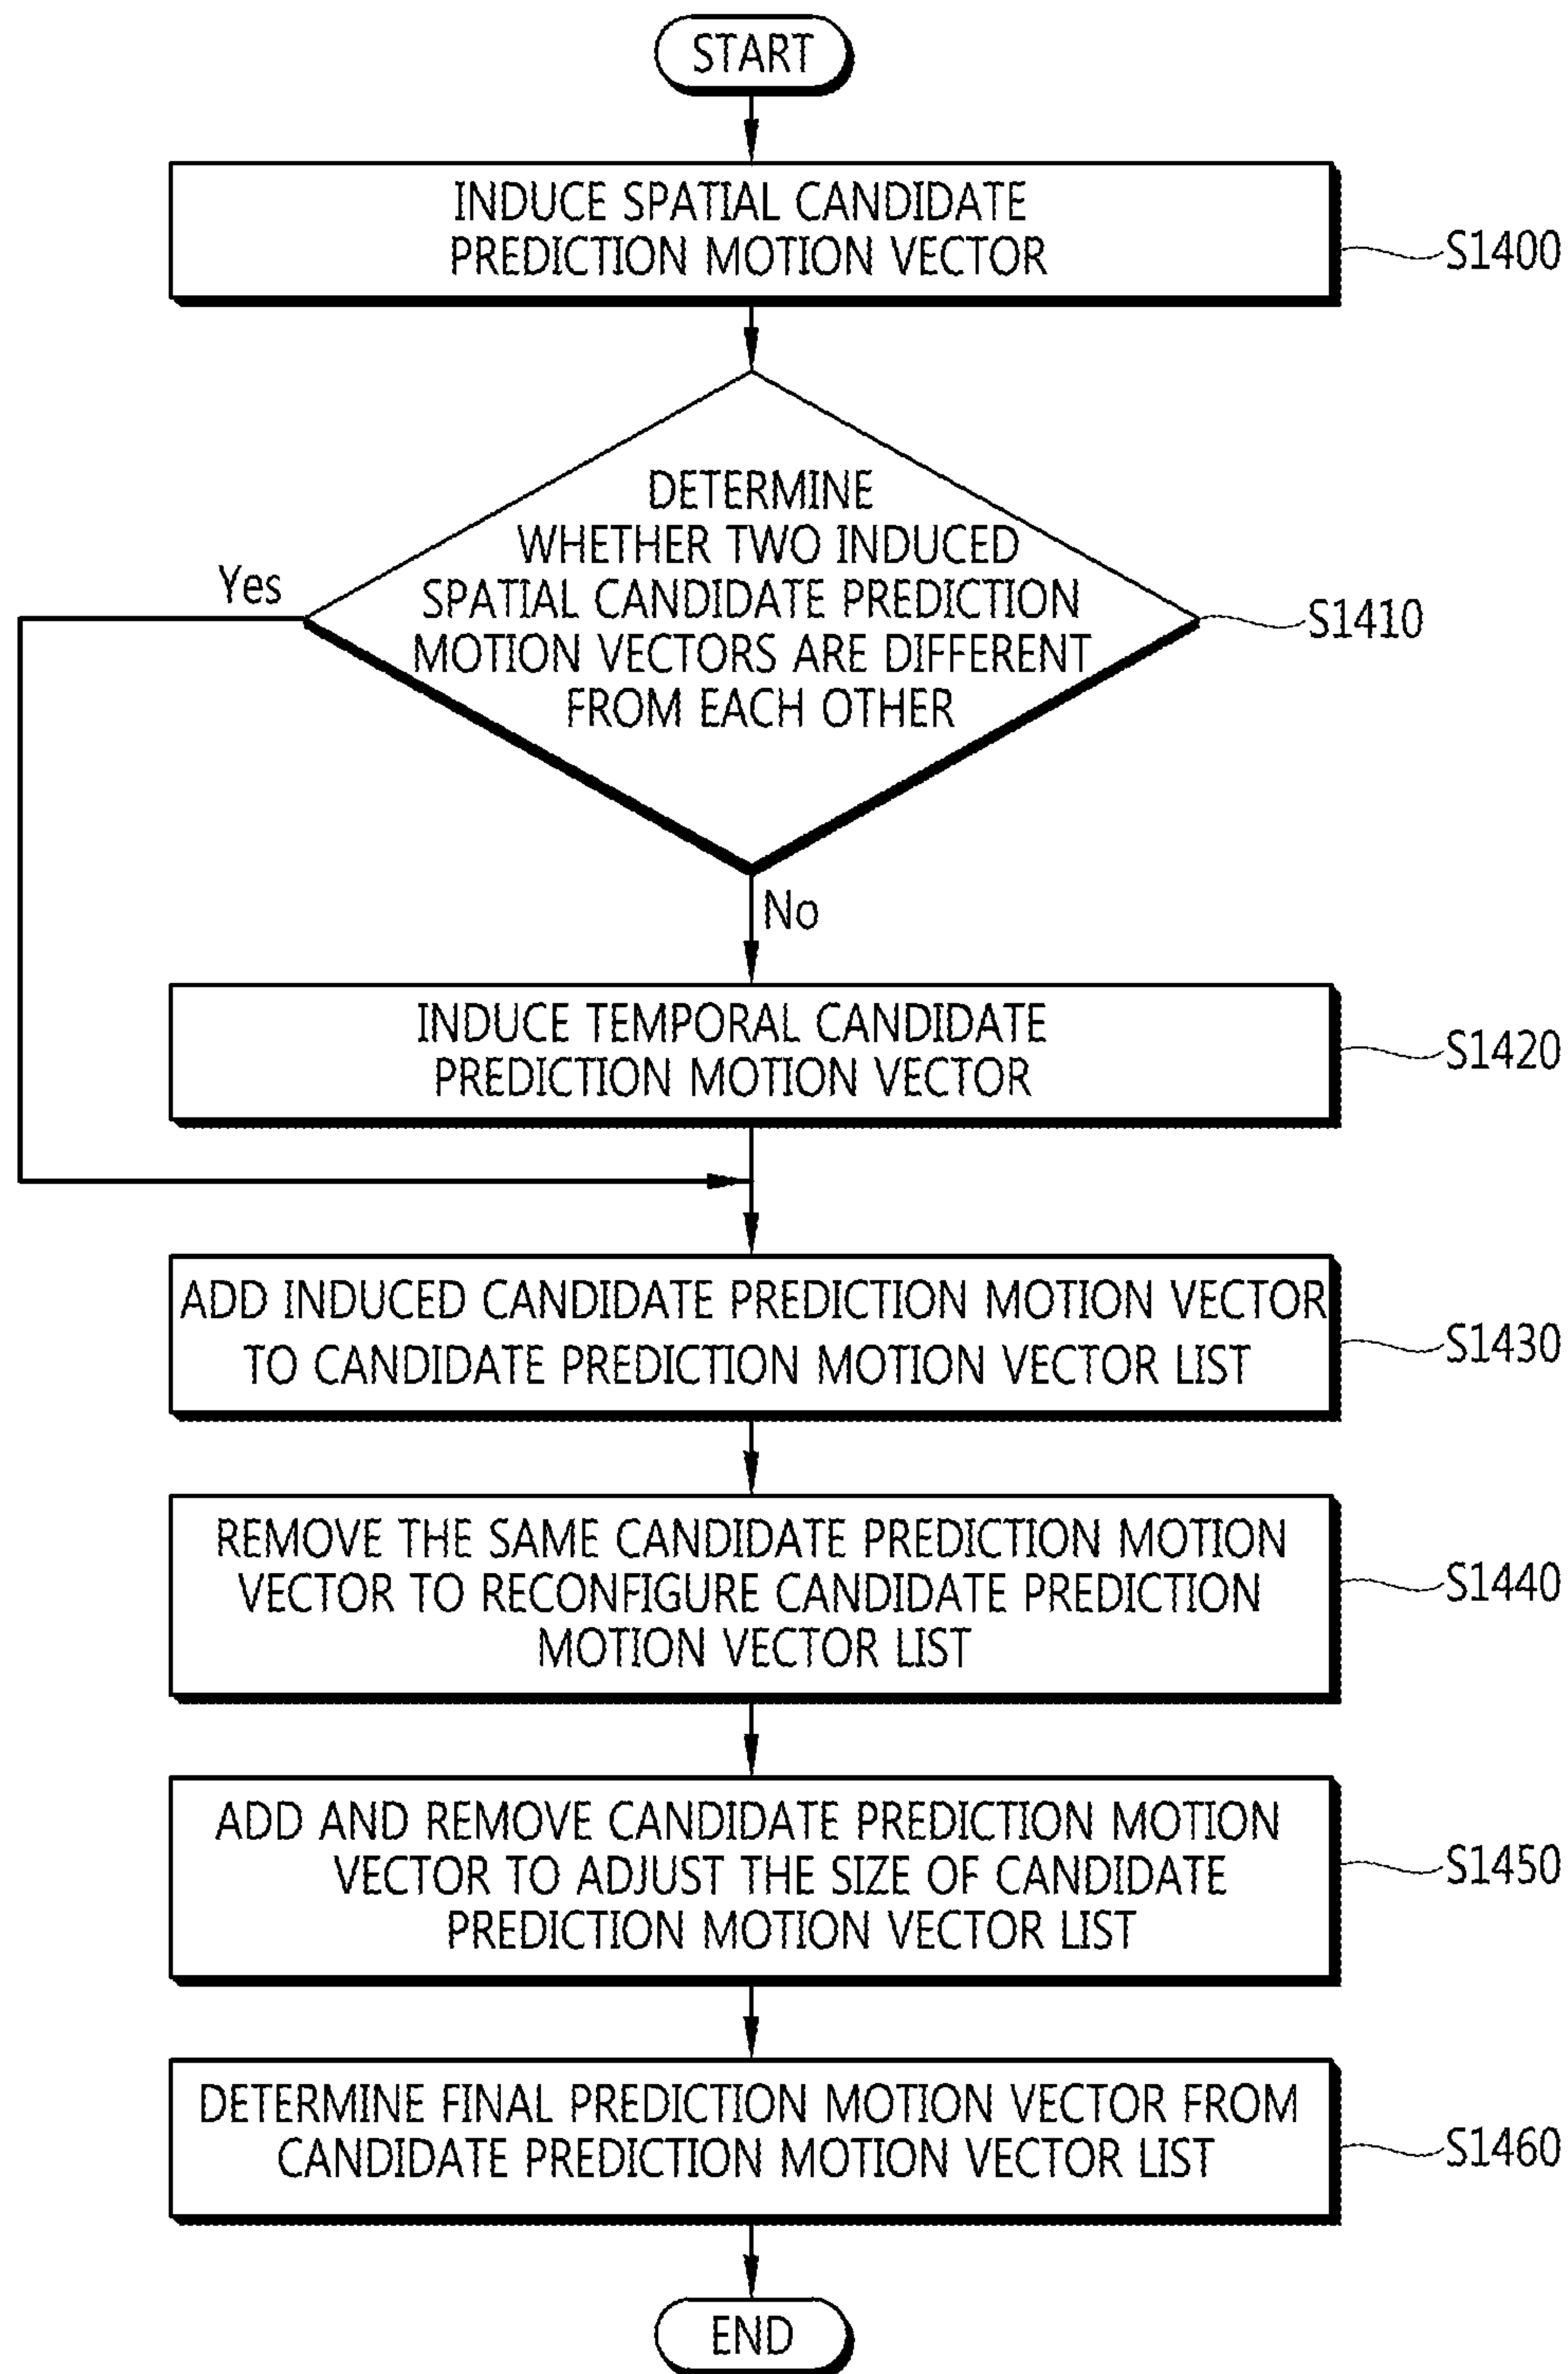 START
INDUCE SPATIAL CANDIDATE
PREDICTION MOTION VECTOR
S1400
DETERMINE
WHETHER TWO INDUCED
SPATIAL CANDIDATE PREDICTION
MOTION VECTORS ARE DIFFERENT
FROM EACH OTHER
Yes
S1410
No
INDUCE TEMPORAL CANDIDATE
PREDICTION MOTION VECTOR
S1420
ADD INDUCED CANDIDATE PREDICTION MOTION VECTOR
TO CANDIDATE PREDICTION MOTION VECTOR LIST
S1430
REMOVE THE SAME CANDIDATE PREDICTION MOTION
VECTOR TO RECONFIGURE CANDIDATE PREDICTION
MOTION VECTOR LIST
S1440
ADD AND REMOVE CANDIDATE PREDICTION MOTION
VECTOR TO ADJUST THE SIZE OF CANDIDATE
PREDICTION MOTION VECTOR LIST
S1450
DETERMINE FINAL PREDICTION MOTION VECTOR FROM
CANDIDATE PREDICTION MOTION VECTOR LIST
S1460
END